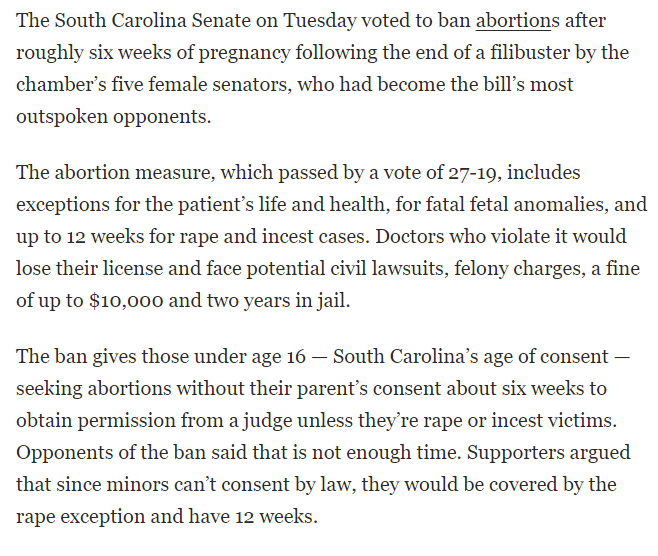 The South Carolina Senate on Tuesday voted to ban abortions after
roughly six weeks of pregnancy following the end of a filibuster by the
chamber’s five female senators, who had become the bill’s most
outspoken opponents.
The abortion measure, which passed by a vote of 27-19, includes
exceptions for the patient’s life and health, for fatal fetal anomalies, and
up to 12 weeks for rape and incest cases. Doctors who violate it would
lose their license and face potential civil lawsuits, felony charges, a fine
of up to $10,000 and two years in jail.
The ban gives those under age 16 — South Carolina’s age of consent —
seeking abortions without their parent’s consent about six weeks to
obtain permission from a judge unless they’re rape or incest victims.
Opponents of the ban said that is not enough time. Supporters argued
that since minors can’t consent by law, they would be covered by the
rape exception and have 12 weeks.